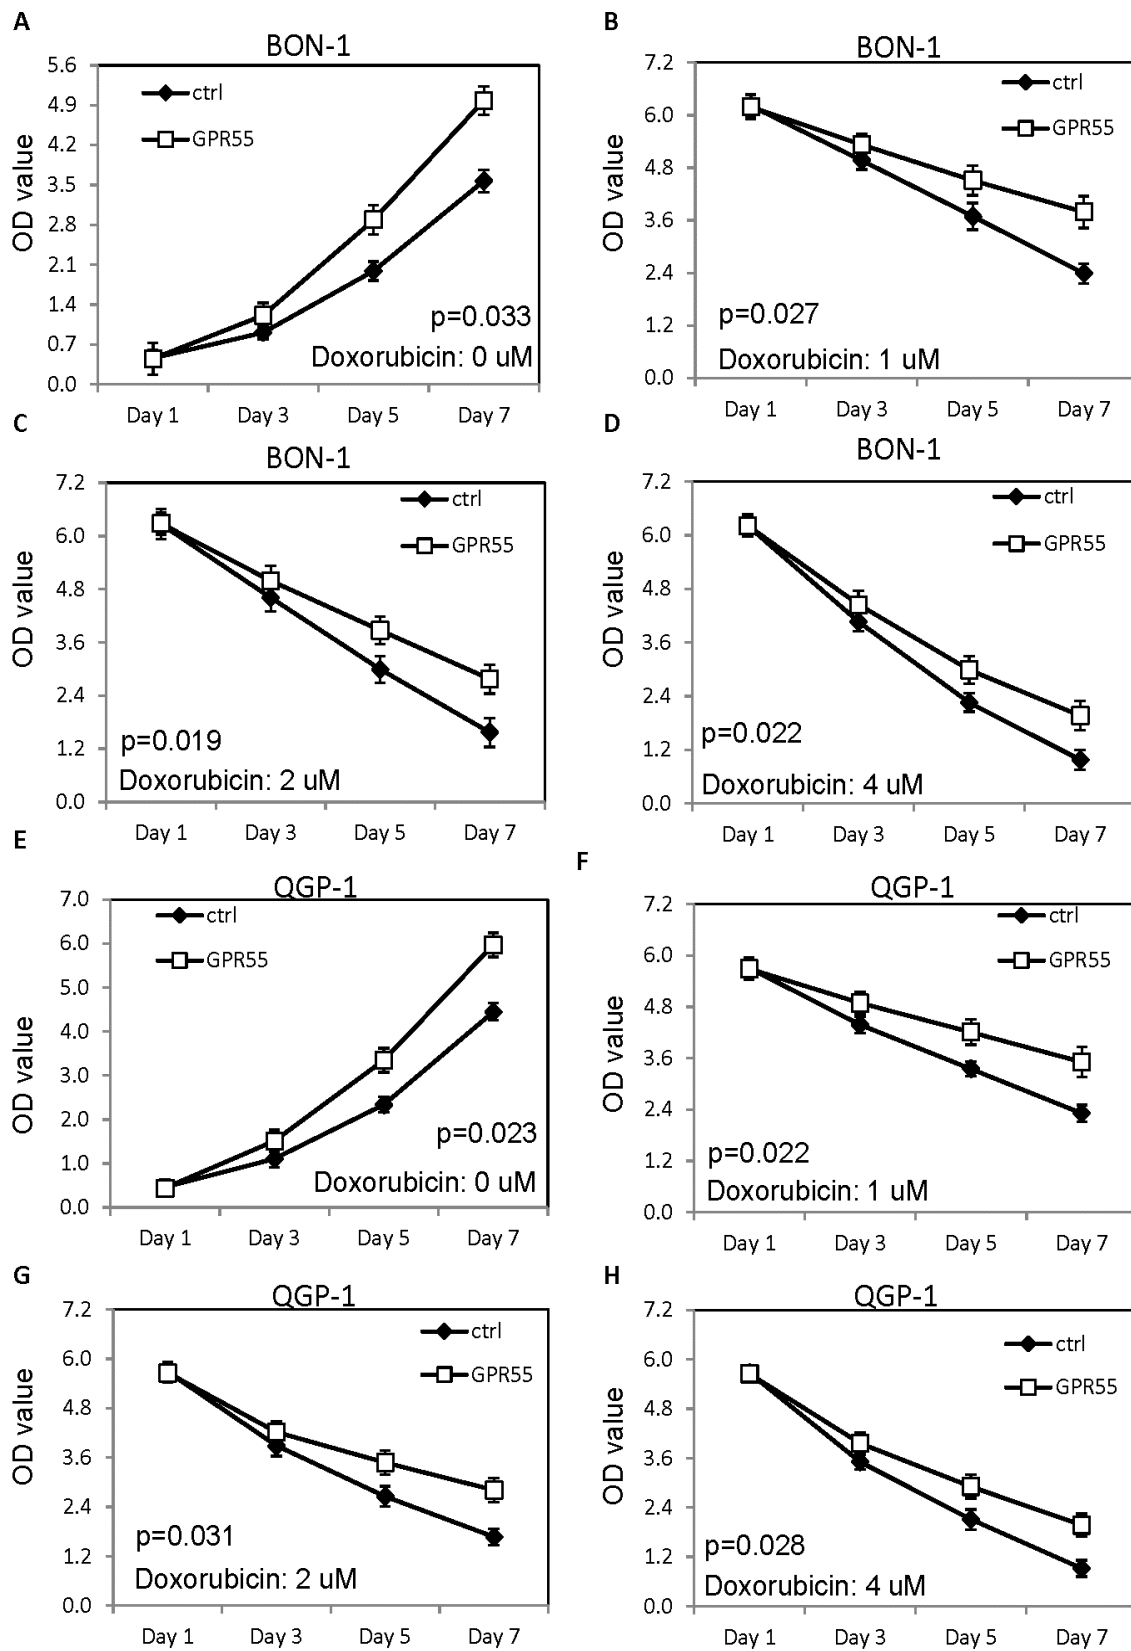 A
BON-1
5.6
4.9
4.2
3.5
2.8
2.1
1.4
0.7
0.0
OD value
ctrl
GPR55
p=0.033
Doxorubicin: 0 uM
Day 1 Day 3 Day 5 Day 7
B
BON-1
7.2
6.0
4.8
3.6
2.4
1.2
0.0
OD value
ctrl
GPR55
p=0.027
Doxorubicin: 1 uM
Day 1 Day 3 Day 5 Day 7
C
BON-1
7.2
6.0
4.8
3.6
2.4
1.2
0.0
OD value
ctrl
GPR55
p=0.019
Doxorubicin: 2 uM
Day 1 Day 3 Day 5 Day 7
D
BON-1
7.2
6.0
4.8
3.6
2.4
1.2
0.0
OD value
ctrl
GPR55
p=0.022
Doxorubicin: 4 uM
Day 1 Day 3 Day 5 Day 7
E
QGP-1
7.0
6.0
5.0
4.0
3.0
2.0
1.0
0.0
OD value
ctrl
GPR55
p=0.023
Doxorubicin: 0 uM
Day 1 Day 3 Day 5 Day 7
F
QGP-1
7.2
6.0
4.8
3.6
2.4
1.2
0.0
OD value
ctrl
GPR55
p=0.022
Doxorubicin: 1 uM
Day 1 Day 3 Day 5 Day 7
G
QGP-1
7.2
6.0
4.8
3.6
2.4
1.2
0.0
OD value
ctrl
GPR55
p=0.031
Doxorubicin: 2 uM
Day 1 Day 3 Day 5 Day 7
H
QGP-1
7.2
6.0
4.8
3.6
2.4
1.2
0.0
OD value
ctrl
GPR55
p=0.028
Doxorubicin: 4 uM
Day 1 Day 3 Day 5 Day 7